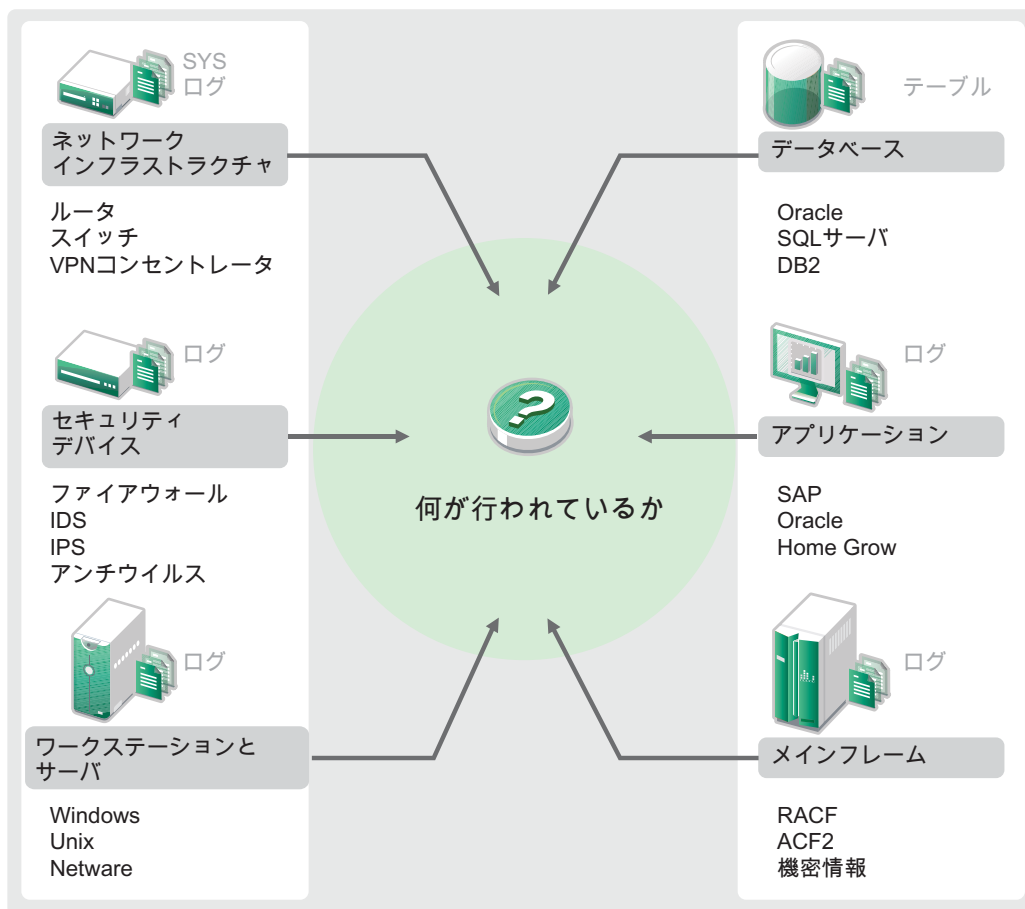 SYS
ログ
ネットワーク
インフラストラクチャ
ルータ
スイッチ
VPNコンセントレータ
ログ
セキュリティ
デバイス
ファイアウォール
IDS
IPS
アンチウイルス
ログ
ワークステーションと
サーバ
Windows
Unix
Netware
?
何が行われているか
テーブル
データベース
Oracle
SQLサーバ
DB2
ログ
アプリケーション
SAP
Oracle
Home Grow
ログ
メインフレーム
RACF
ACF2
機密情報